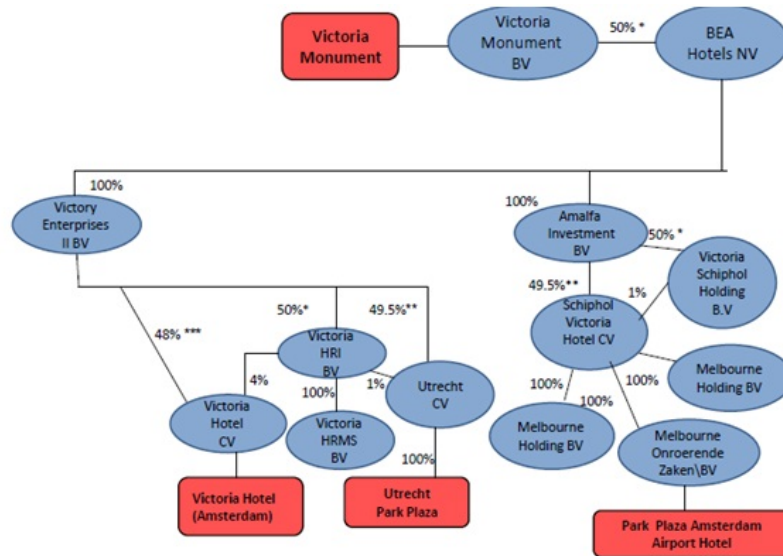 Victoria
Monument
Victoria
Monument
BV
50% *
BEA
Hotels NV
100%
Victory
Enterprises
II BV
100%
Amalfa
Investment
BV
50% *
Victoria
Schiphol
Holding
B.V
49.5%**
1%
Schiphol
Victoria
Hotel CV
48% ***
50%*
49.5%**
Victoria
HRI
BV
4%
100%
1%
Utrecht
CV
Victoria
Hotel
CV
Victoria
HRMS
BV
100%
100%
100%
100%
Melbourne
Holding BV
Melbourne
Holding BV
Melbourne
Onroerende
Zaken\BV
Victoria Hotel
(Amsterdam)
Utrecht
Park Plaza
Park Plaza Amsterdam
Airport Hotel